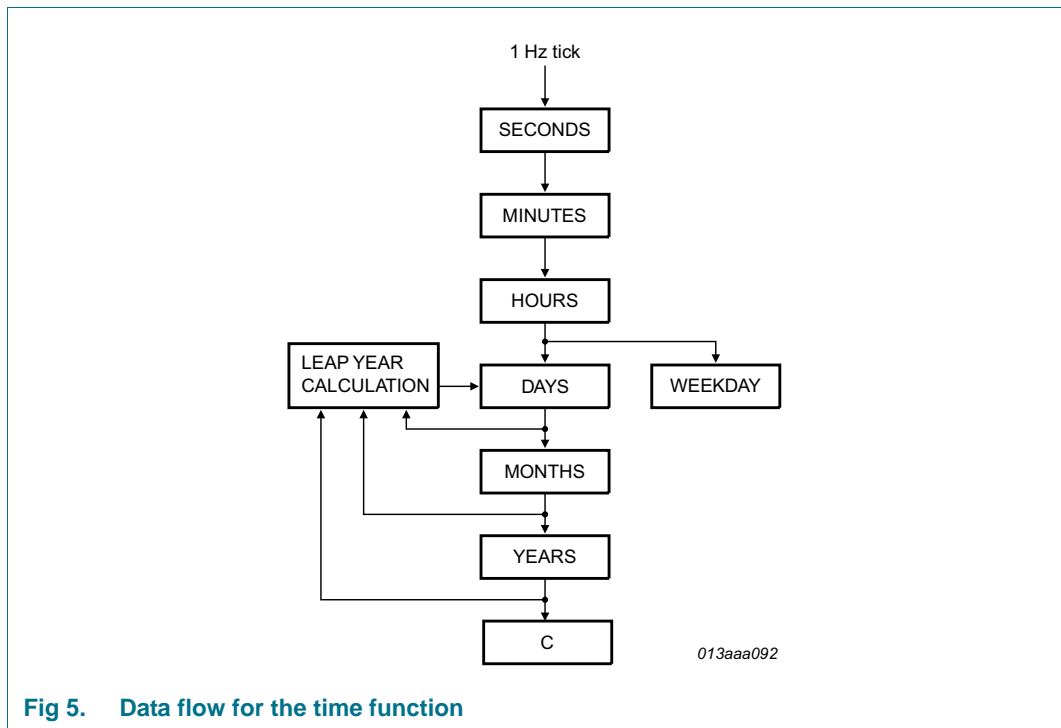 1 Hz tick
SECONDS
MINUTES
HOURS
LEAP YEAR
CALCULATION
DAYS
WEEKDAY
MONTHS
YEARS
C
013aaa092
Fig 5. Data flow for the time function